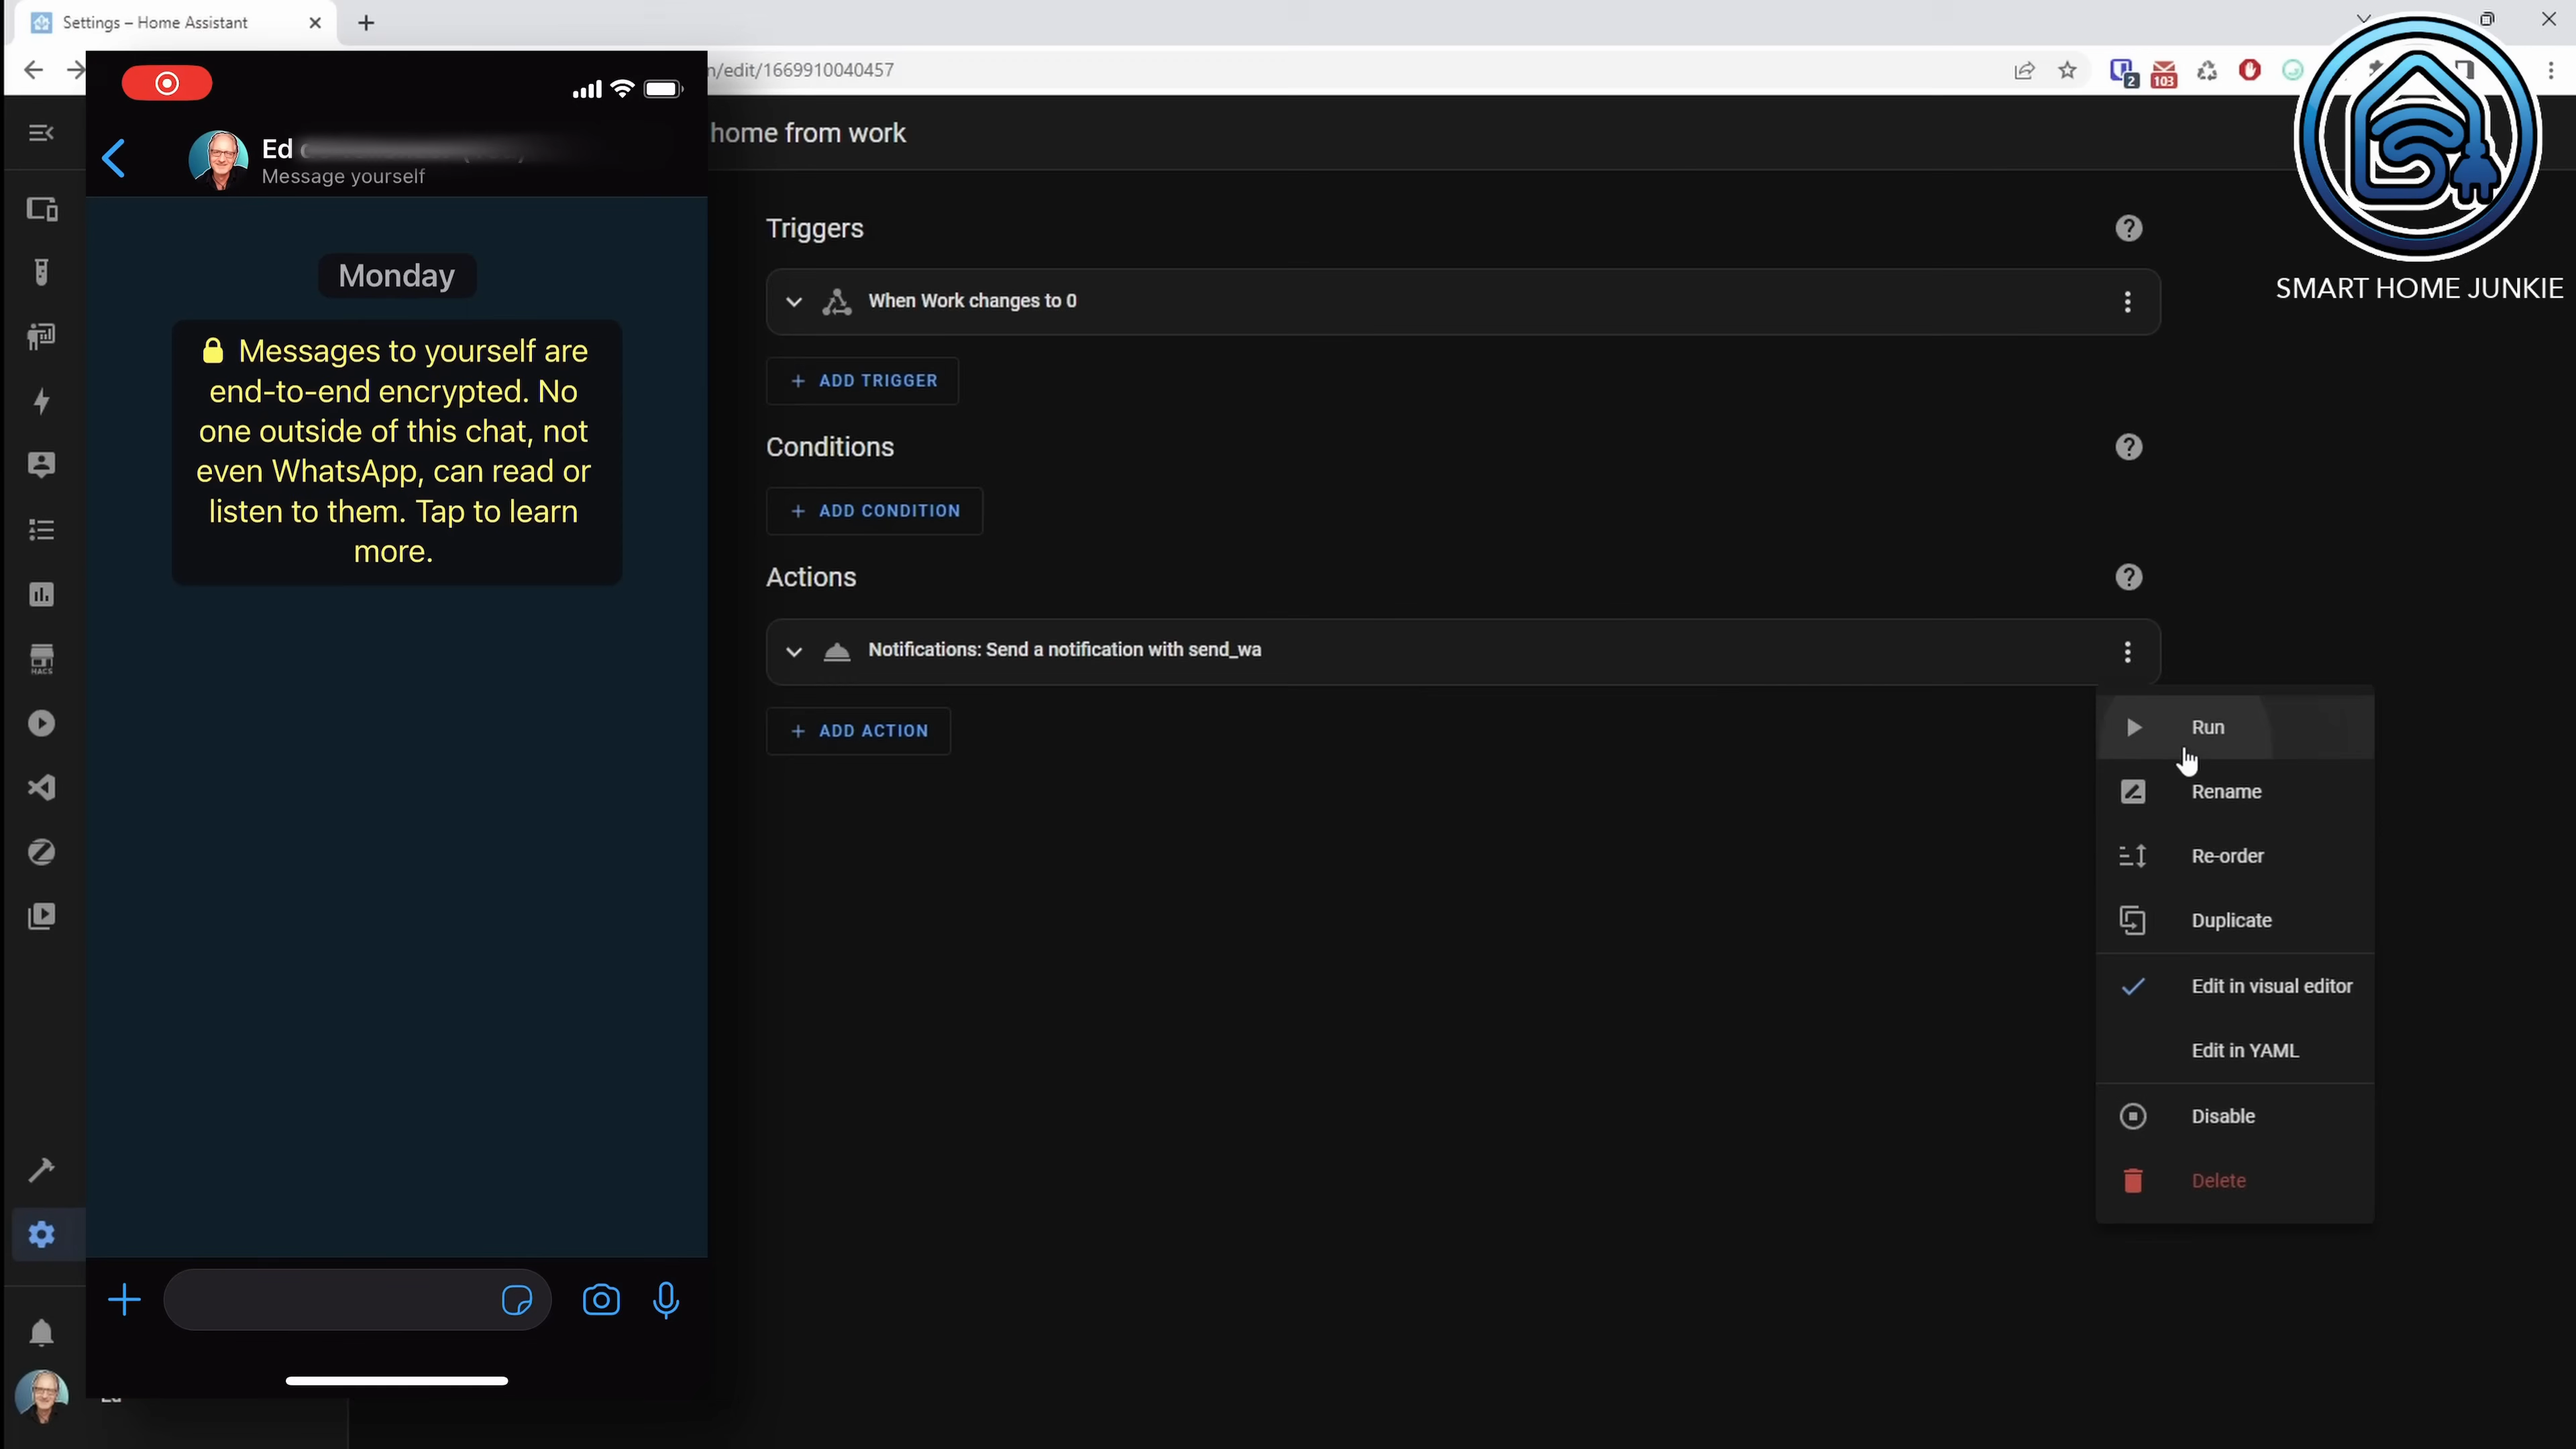 Settings – Home Assistant
n/edit/1669910040457
2
103
SMART HOME JUNKIE
Ed
Message yourself
Monday
Messages to yourself are
end-to-end encrypted. No
one outside of this chat, not
even WhatsApp, can read or
listen to them. Tap to learn
more.
home from work
Triggers
When Work changes to 0
ADD TRIGGER
Conditions
ADD CONDITION
Actions
Notifications: Send a notification with send_wa
ADD ACTION
Run
Rename
Re-order
Duplicate
Edit in visual editor
Edit in YAML
Disable
Delete
HACS